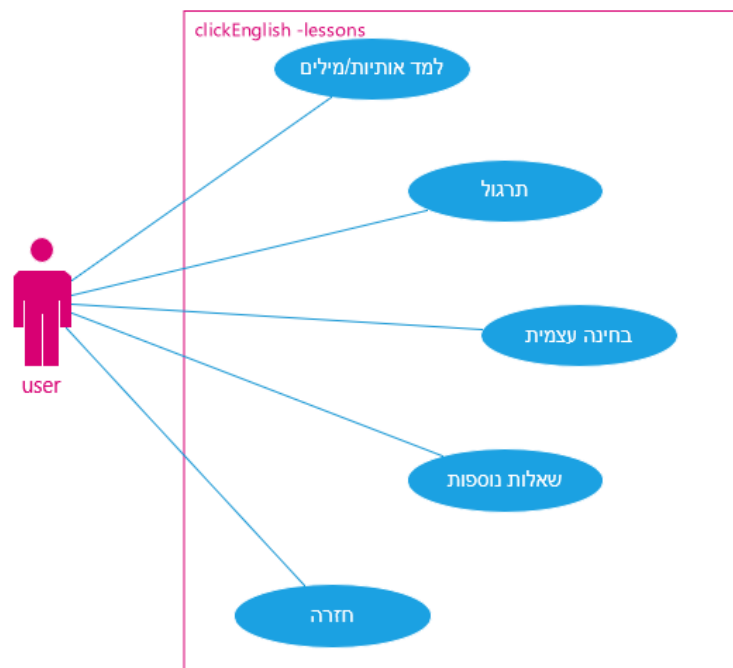 clickEnglish -lessons
למד אותיות/מילים
תרגול
בחינה עצמית
שאלות נוספות
חזרה
user